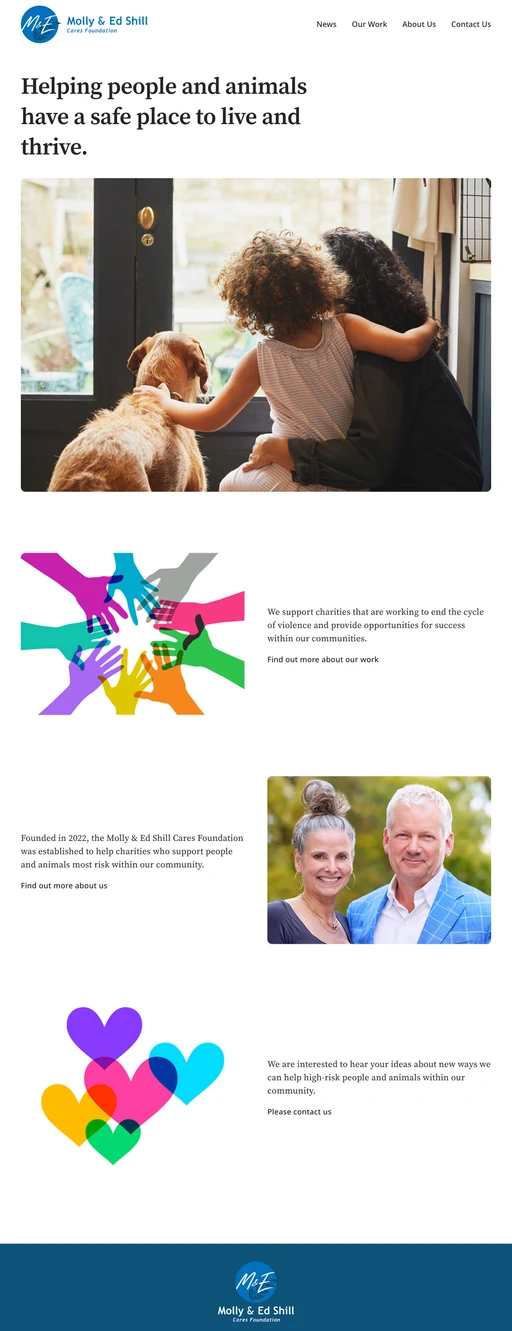 M&E
Molly & Ed Shill
Cares Foundation
News
Our Work
About Us
Contact Us
Helping people and animals
have a safe place to live and
thrive.
We support charities that are working to end the cycle
of violence and provide opportunities for success
within our communities.
Find out more about our work
Founded in 2022, the Molly & Ed Shill Cares Foundation
was established to help charities who support people
and animals most risk within our community.
Find out more about us
We are interested to hear your ideas about new ways we
can help high-risk people and animals within our
community.
Please contact us
M&E
Molly & Ed Shill
Cares Foundation